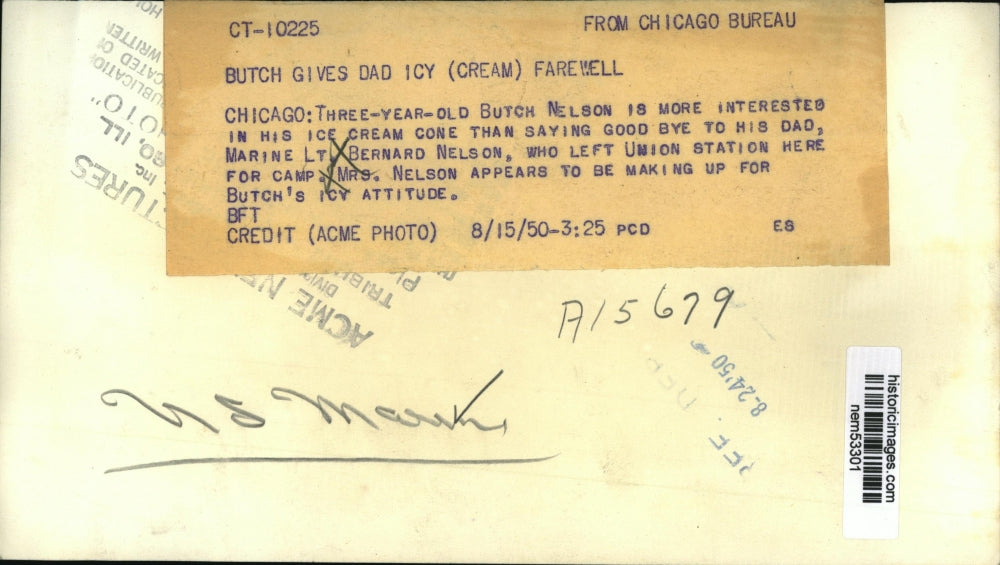 CT-10225 FROM CHICAGO BUREAU
BUTCH GIVES DAD ICY (CREAM) FAREWELL
CHICAGO: THREE-YEAR-OLD BUTCH NELSON IS MORE INTERESTED
IN HIS ICE CREAM CONE THAN SAYING GOOD BYE TO HIS DAD,
MARINE LT. BERNARD NELSON, WHO LEFT UNION STATION HERE
FOR CAMP. MRS. NELSON APPEARS TO BE MAKING UP FOR
BUTCH'S ICY ATTITUDE.
BFT
CREDIT (ACME PHOTO) 8/15/50-3:25 PCD ES
ACME
A15679
8-24-50
REF.
U S
historicimages.com
nem53301